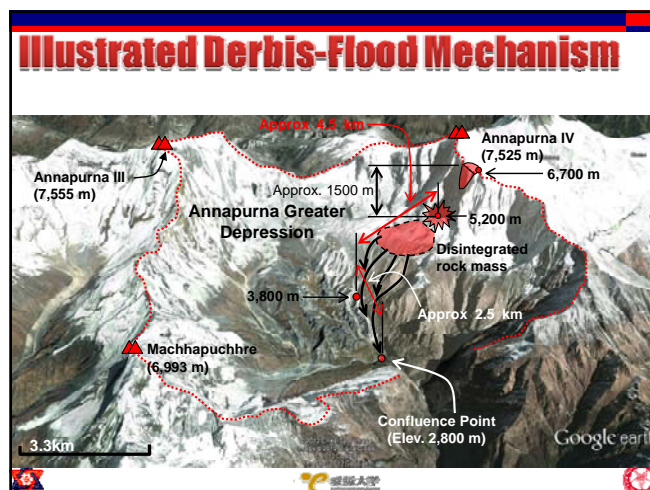 Illustrated Derbis-Flood Mechanism
Approx 4.5 km
Annapurna IV
(7,525 m)
Annapurna III
(7,555 m)
Approx. 1500 m
6,700 m
Annapurna Greater
Depression
5,200 m
Disintegrated
rock mass
3,800 m
Approx 2.5 km
Machhapuchhre
(6,993 m)
Confluence Point
(Elev. 2,800 m)
3.3km
Google earth